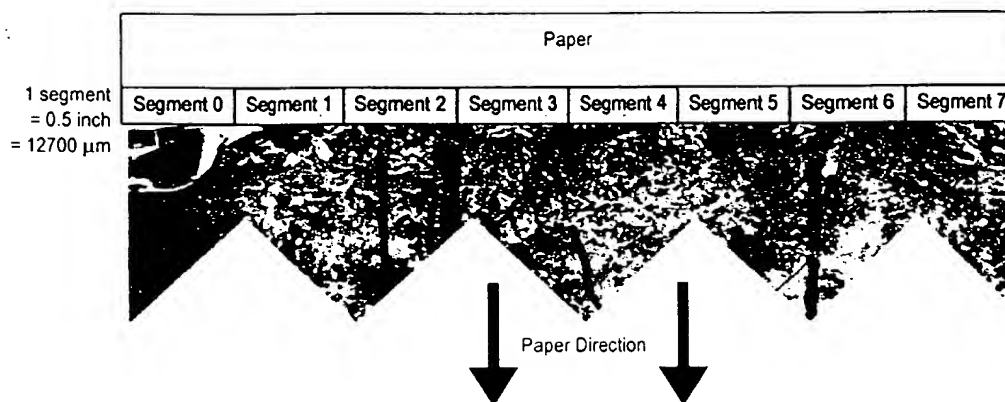 Paper
1 segment
= 0.5 inch
= 12700 µm
Segment 0 Segment 1 Segment 2 Segment 3 Segment 4 Segment 5 Segment 6 Segment 7
Paper Direction